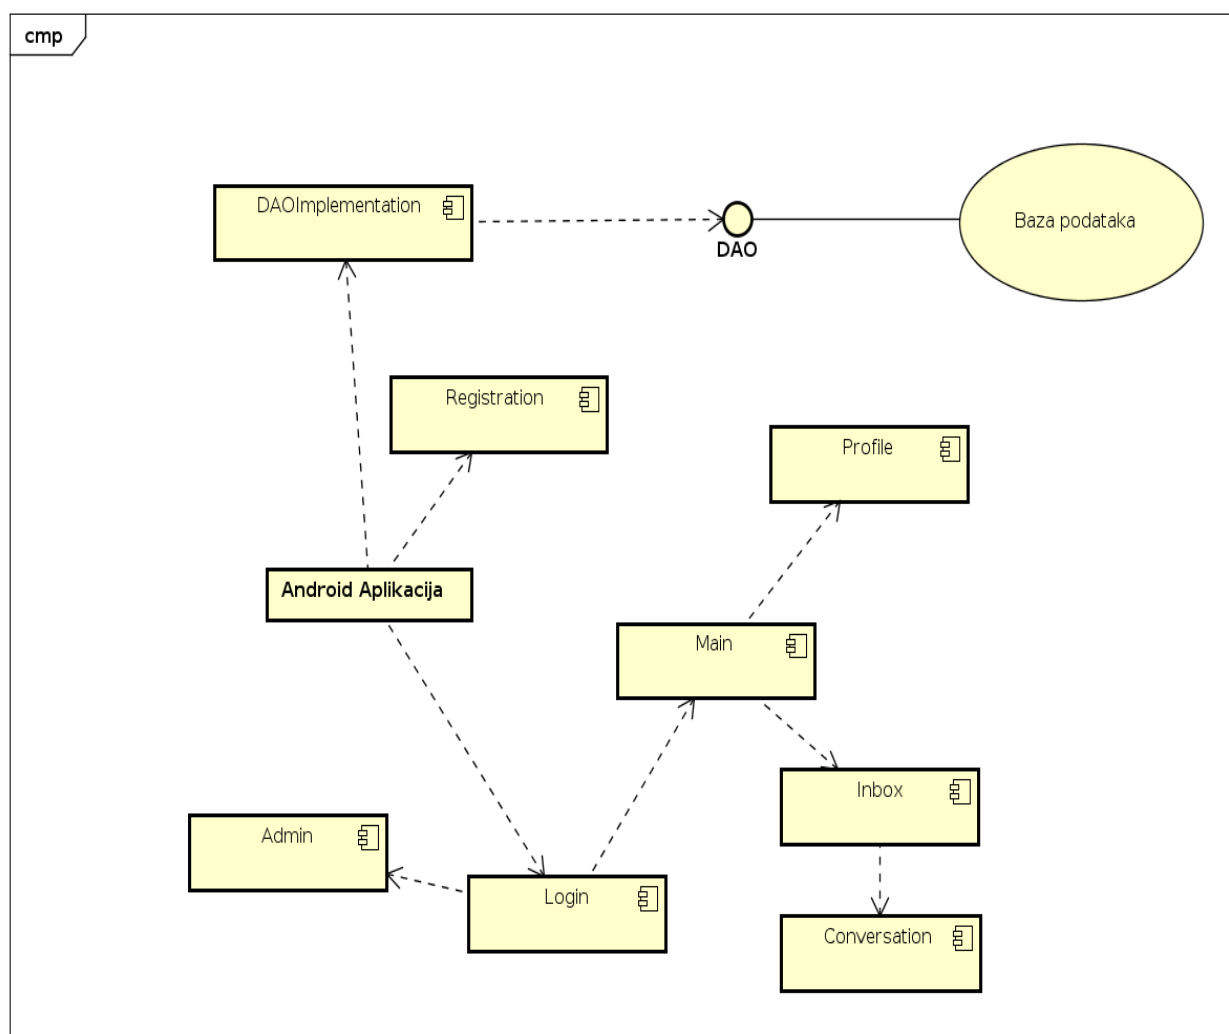 cmp
DAOImplementation
DAO
Baza podataka
Registration
Profile
Android Aplikacija
Main
Inbox
Admin
Login
Conversation